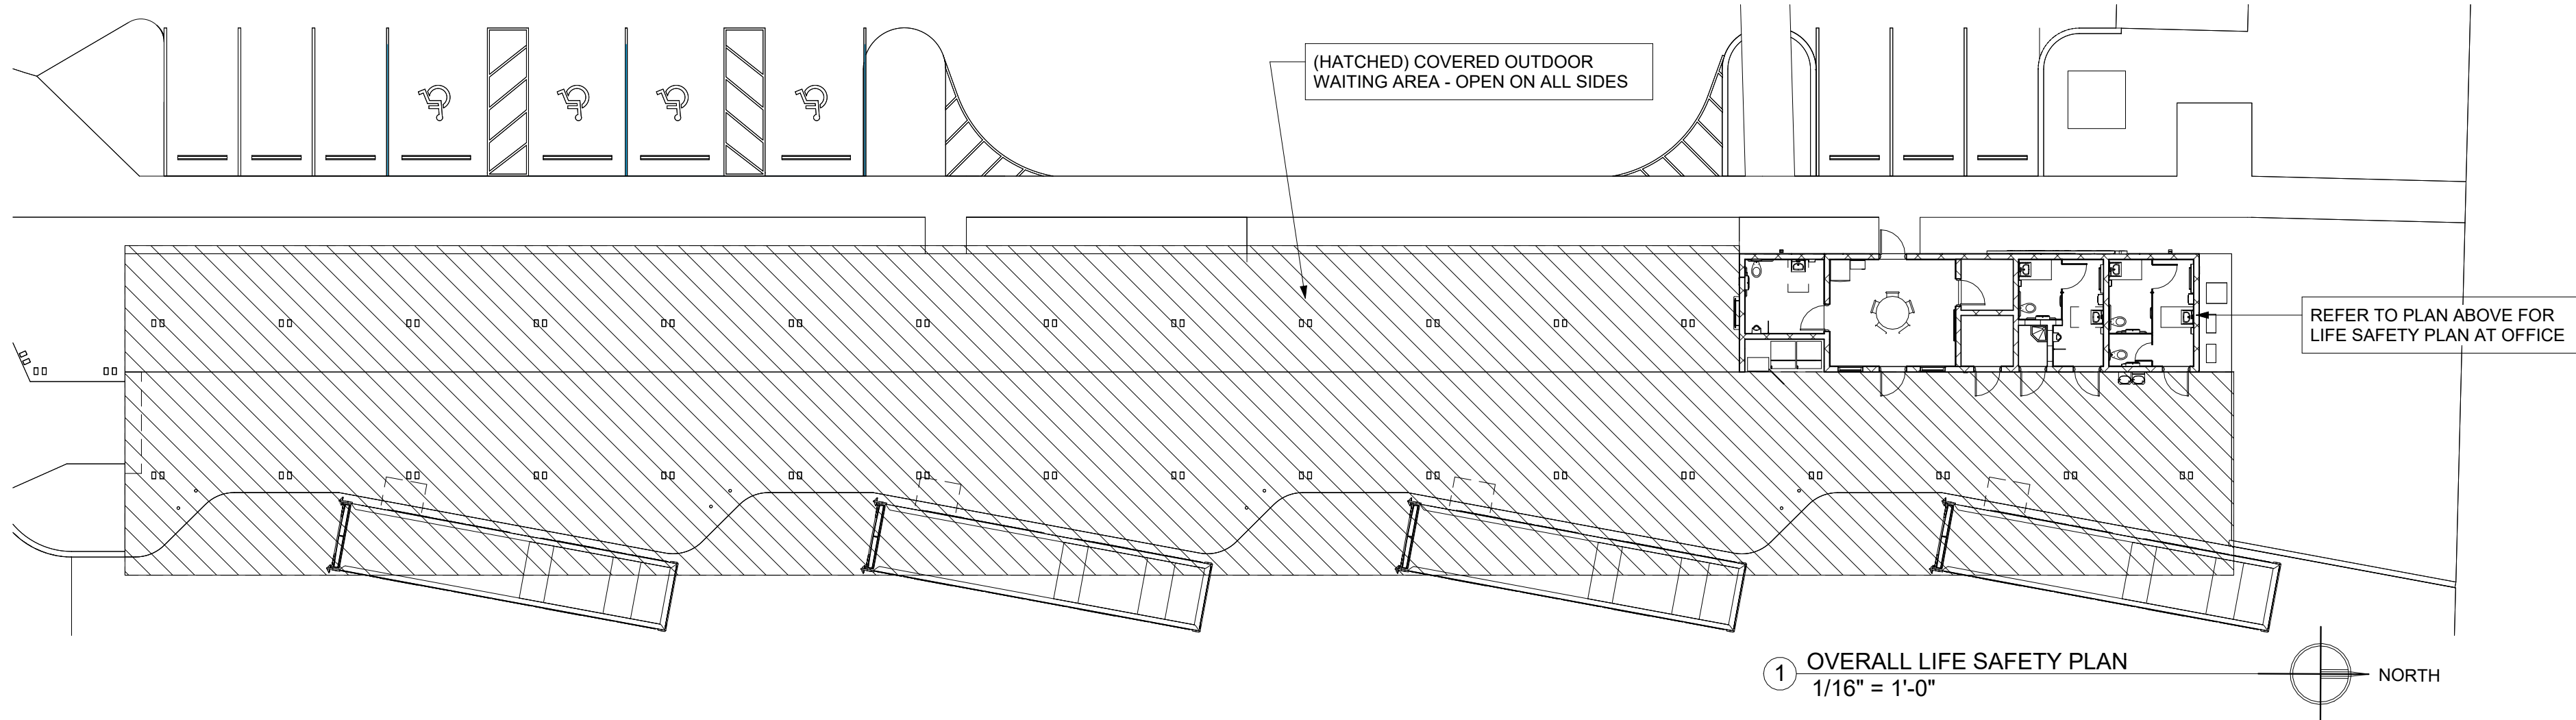 (HATCHED) COVERED OUTDOOR
WAITING AREA - OPEN ON ALL SIDES
REFER TO PLAN ABOVE FOR
LIFE SAFETY PLAN AT OFFICE
1
OVERALL LIFE SAFETY PLAN
1/16" = 1'-0"
NORTH